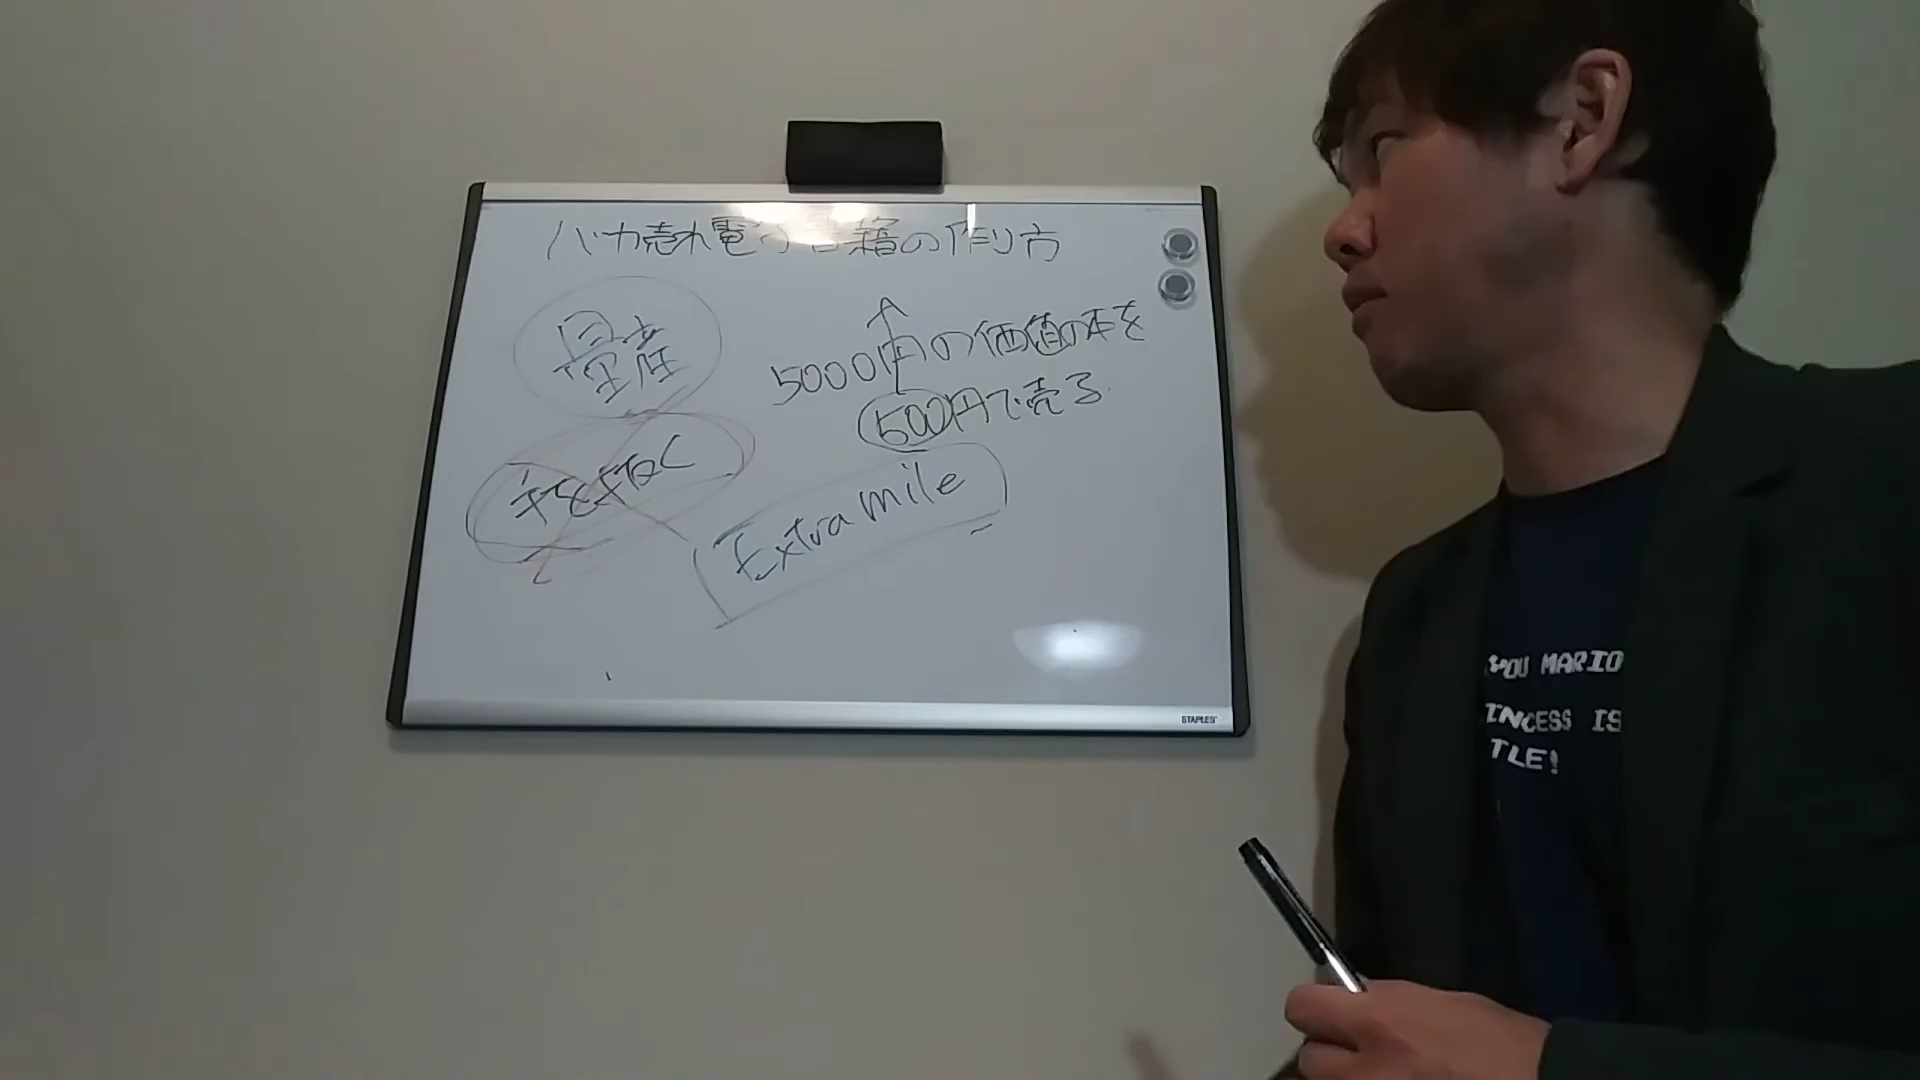 バカ売れ電子書籍の作り方
量産
5000円の価値の本を
500円で売る
手を抜く
Extra mile
STAPLES
YOU MARIO
INCESS IS
TLE!